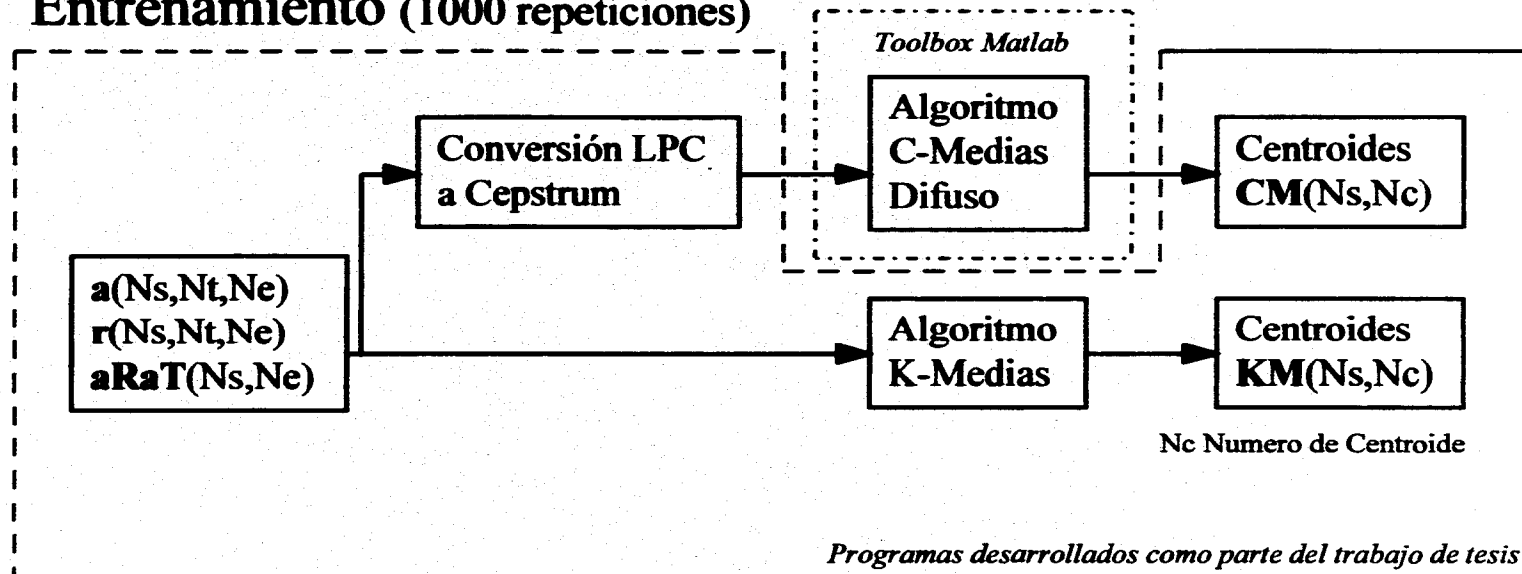 Entrenamiento (1000 repeticiones)
Toolbox Matlab
Conversión LPC
a Cepstrum
Algoritmo
C-Medias
Difuso
Centroides
CM(Ns,Nc)
a(Ns,Nt,Ne)
r(Ns,Nt,Ne)
aRaT(Ns,Ne)
Algoritmo
K-Medias
Centroides
KM(Ns,Nc)
Nc Numero de Centroide
Programas desarrollados como parte del trabajo de tesis